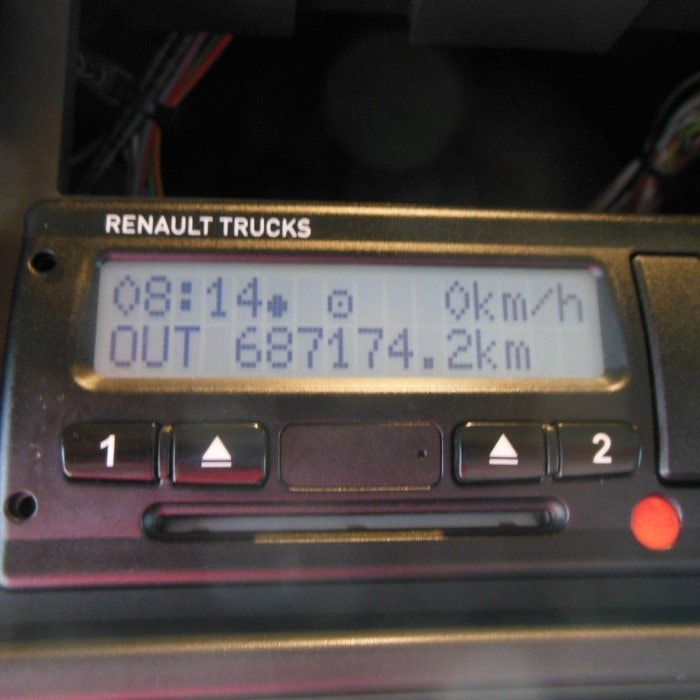 RENAULT TRUCKS
08:14● ⊙ 0km/h
OUT 687174.2km
1 ⏏ ⏏ 2